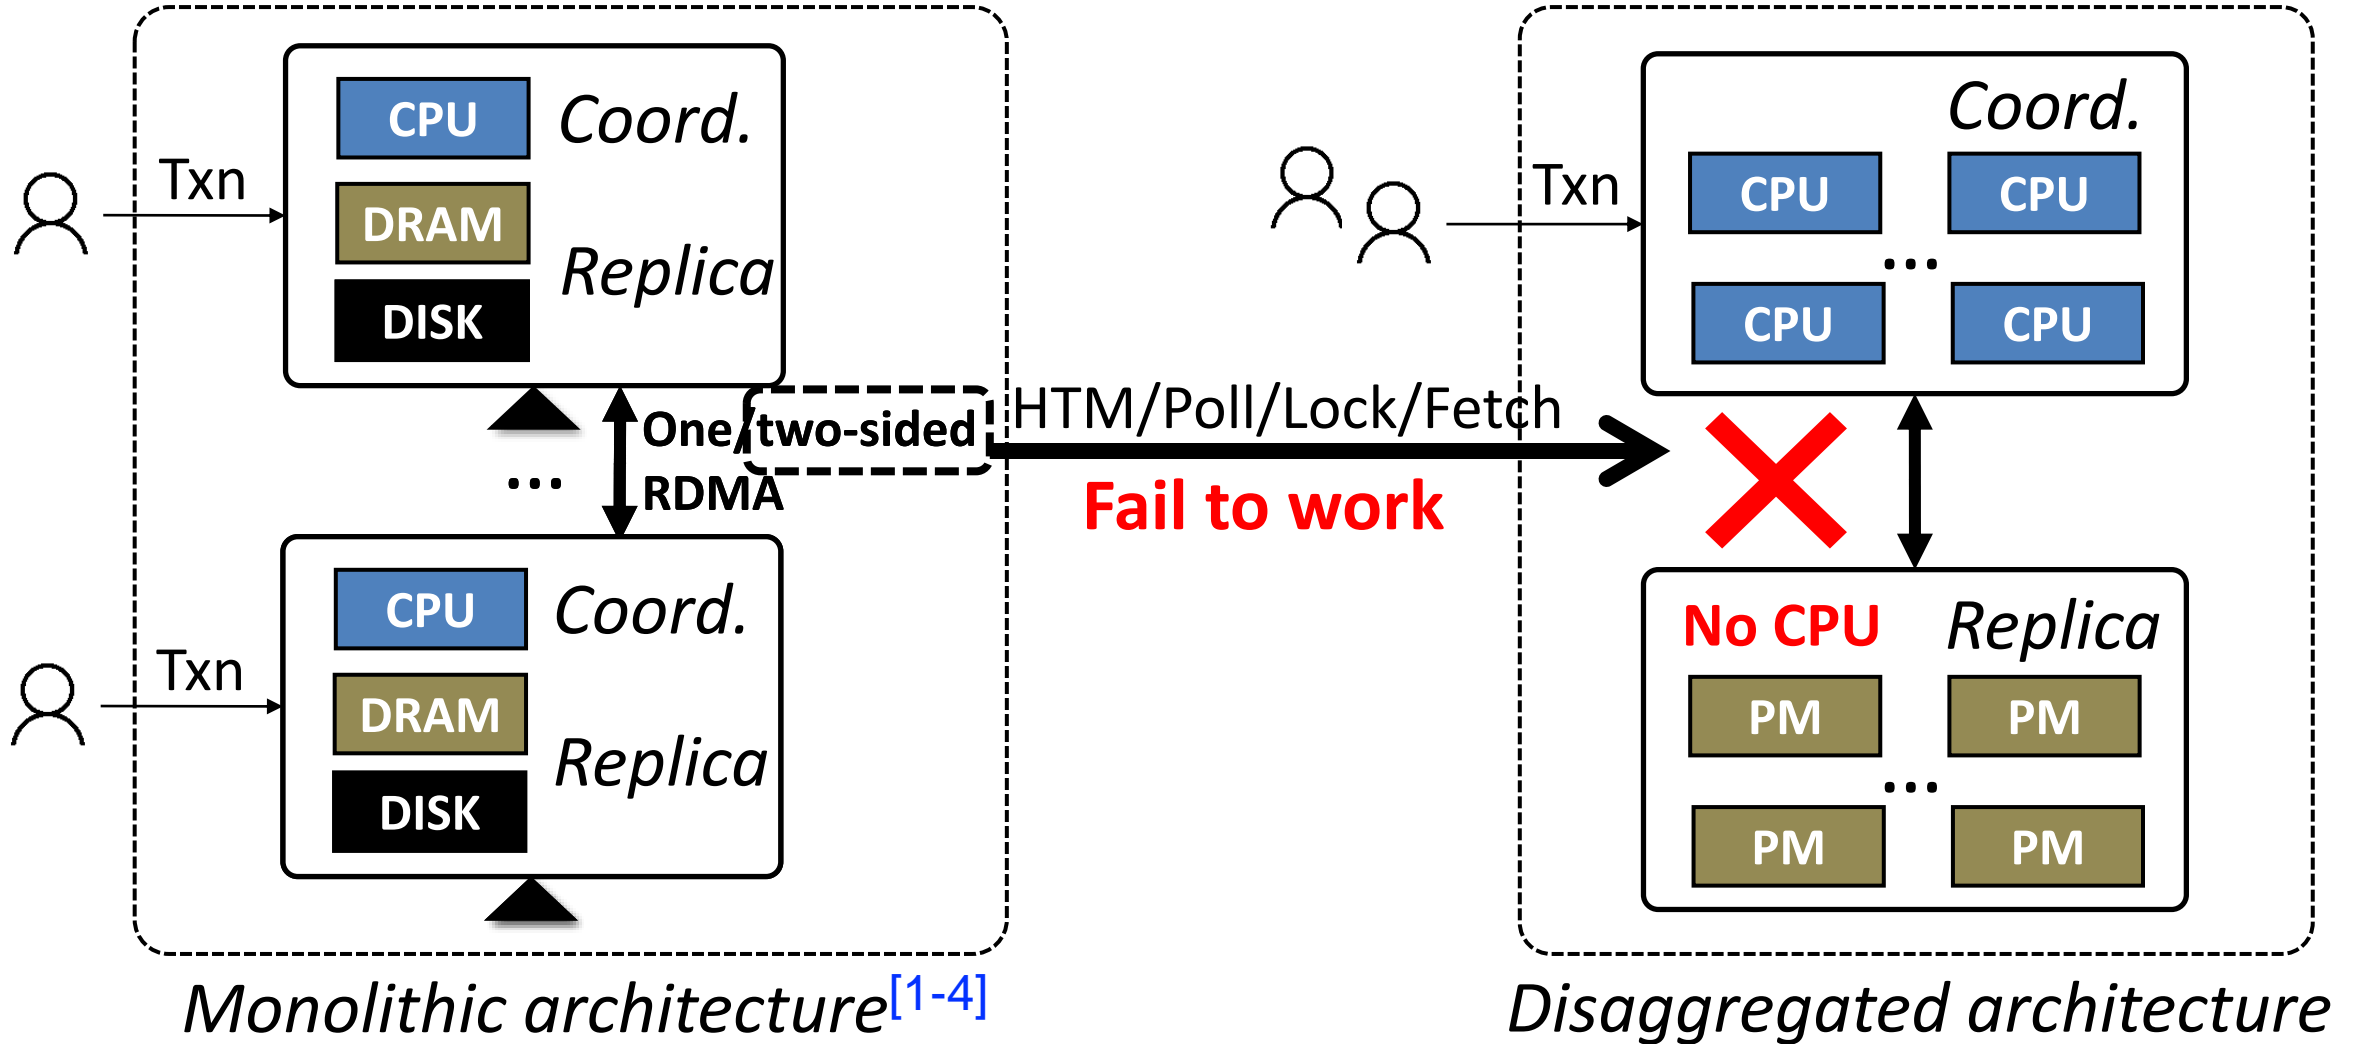 Txn
CPU
Coord.
DRAM
Replica
DISK
One/two-sided
RDMA
...
Txn
CPU
Coord.
DRAM
Replica
DISK
Monolithic architecture[1-4]
HTM/Poll/Lock/Fetch
Fail to work
Txn
Coord.
CPU CPU
...
CPU CPU
No CPU Replica
PM PM
...
PM PM
Disaggregated architecture